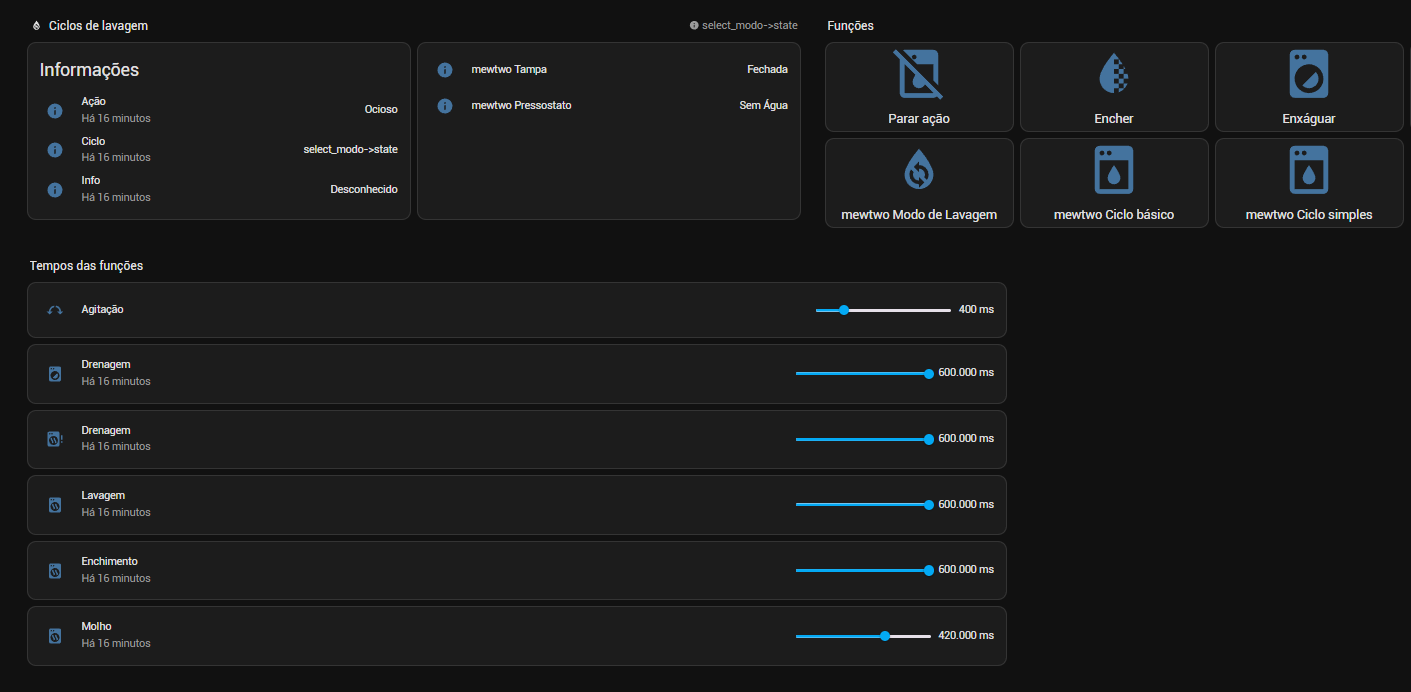 Ciclos de lavagem
select_modo->state
Informações
Ação
Há 16 minutos
Ocioso
Ciclo
Há 16 minutos
select_modo->state
Info
Há 16 minutos
Desconhecido
mewtwo Tampa
Fechada
mewtwo Pressostato
Sem Água
Funções
Parar ação
Encher
Enxáguar
mewtwo Modo de Lavagem
mewtwo Ciclo básico
mewtwo Ciclo simples
Tempos das funções
Agitação
400 ms
Drenagem
Há 16 minutos
600.000 ms
Drenagem
Há 16 minutos
600.000 ms
Lavagem
Há 16 minutos
600.000 ms
Enchimento
Há 16 minutos
600.000 ms
Molho
Há 16 minutos
420.000 ms